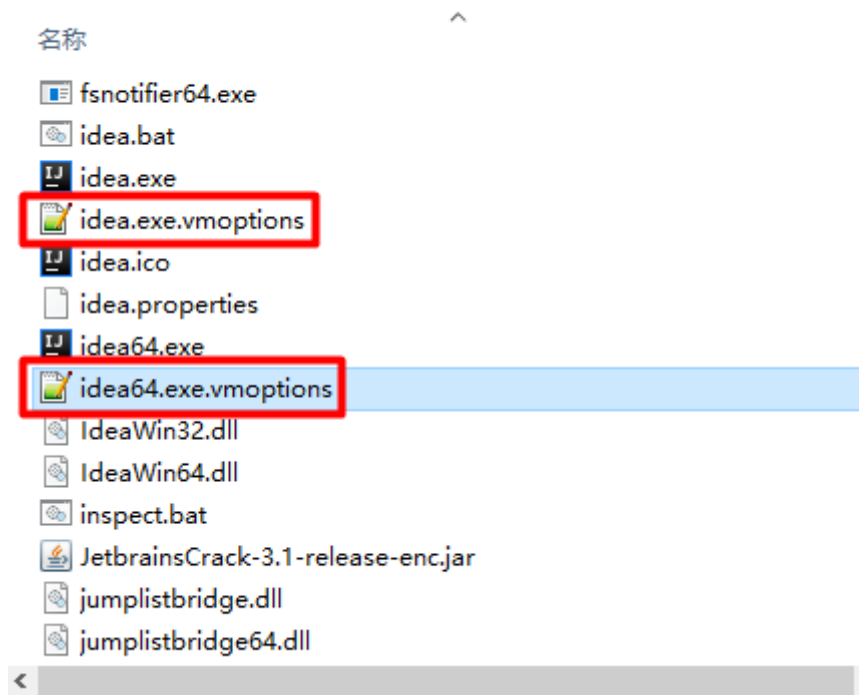 名称
fsnotifier64.exe
idea.bat
idea.exe
idea.exe.vmoptions
idea.ico
idea.properties
idea64.exe
idea64.exe.vmoptions
IdeaWin32.dll
IdeaWin64.dll
inspect.bat
JetbrainsCrack-3.1-release-enc.jar
jumplistbridge.dll
jumplistbridge64.dll